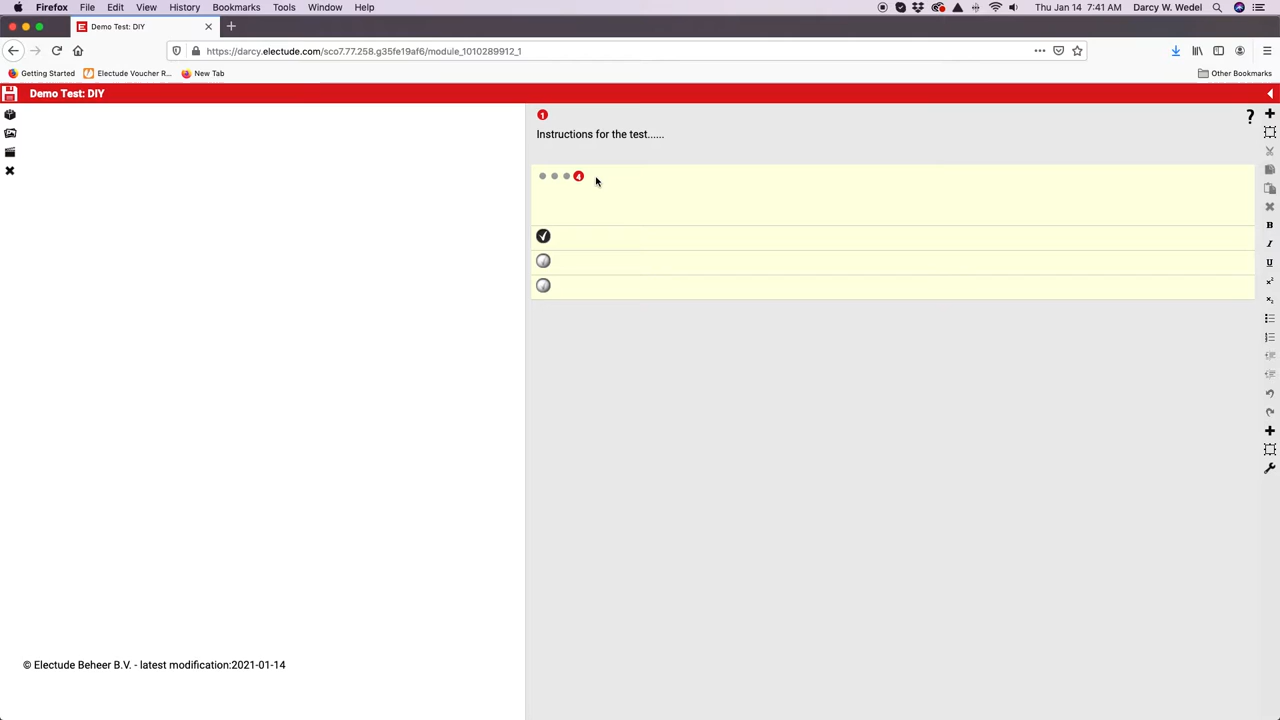 Firefox File Edit View History Bookmarks Tools Window Help Thu Jan 14 7:41 AM Darcy W. Wedel
E Demo Test: DIY
https://darcy.electude.com/sco7.77.258.g35fe19af6/module_1010289912_1
Getting Started Electude Voucher R... New Tab Other Bookmarks
Demo Test: DIY
1 ?
Instructions for the test......
4
B
I
U
x²
x₂
© Electude Beheer B.V. - latest modification:2021-01-14